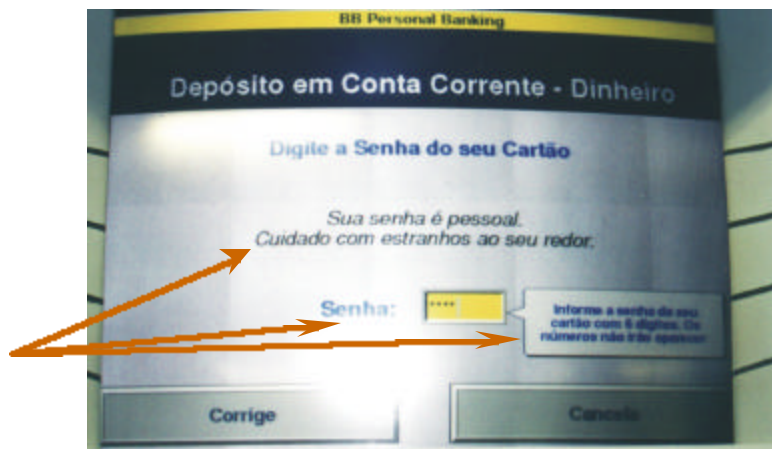 BB Personal Banking
Depósito em Conta Corrente - Dinheiro
Digite a Senha do seu Cartão
Sua senha é pessoal.
Cuidado com estranhos ao seu redor.
Senha: ****
Informe a senha de seu
cartão com 6 dígitos. Os
números não irão aparecer
Corrige
Cancela